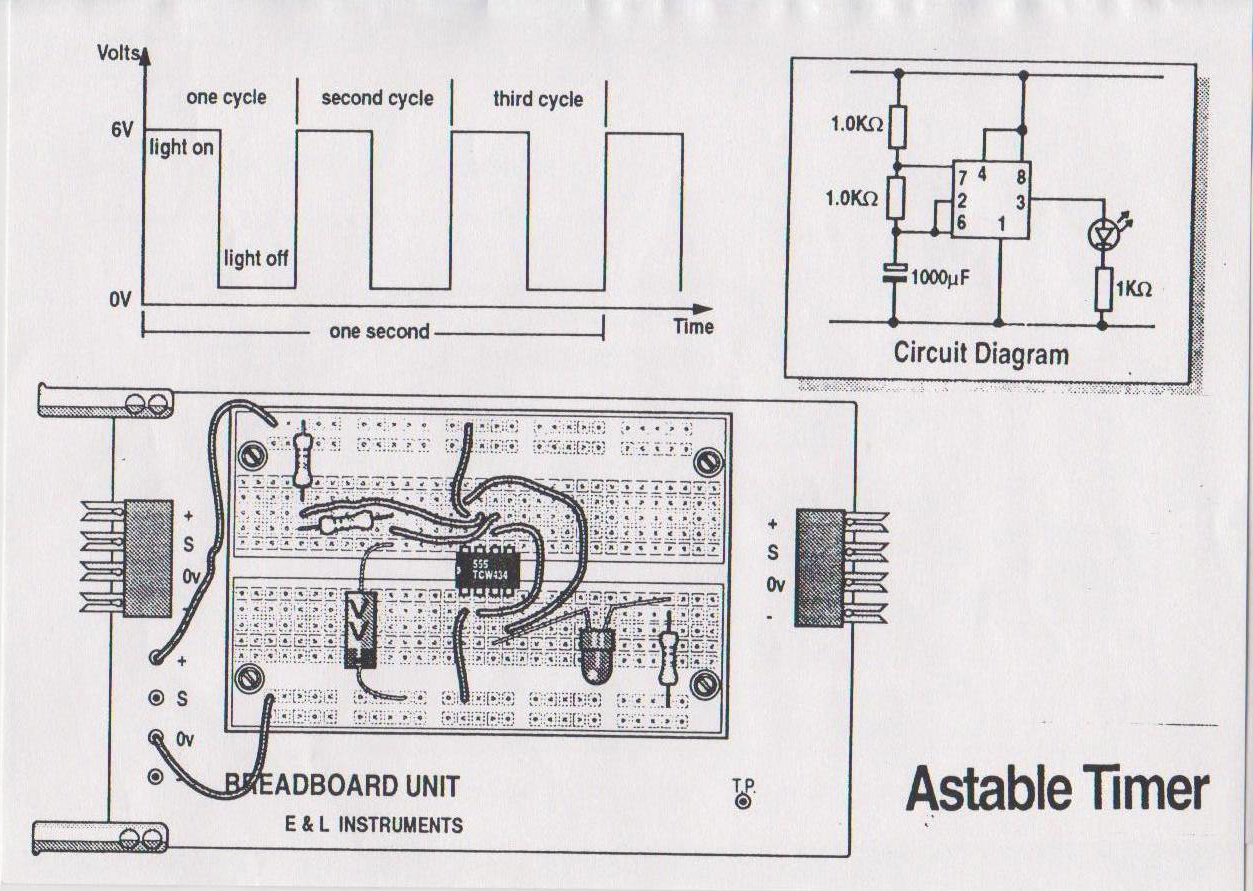 Volts
one cycle
second cycle
third cycle
6V
light on
light off
0V
one second
Time
1.0KΩ
1.0KΩ
7 4 8
2
3
6 1
1000µF
1KΩ
Circuit Diagram
+
S
0v
-
+
S
0v
-
555
TCW434
+
S
0v
-
BREADBOARD UNIT
E & L INSTRUMENTS
T.P.
Astable Timer